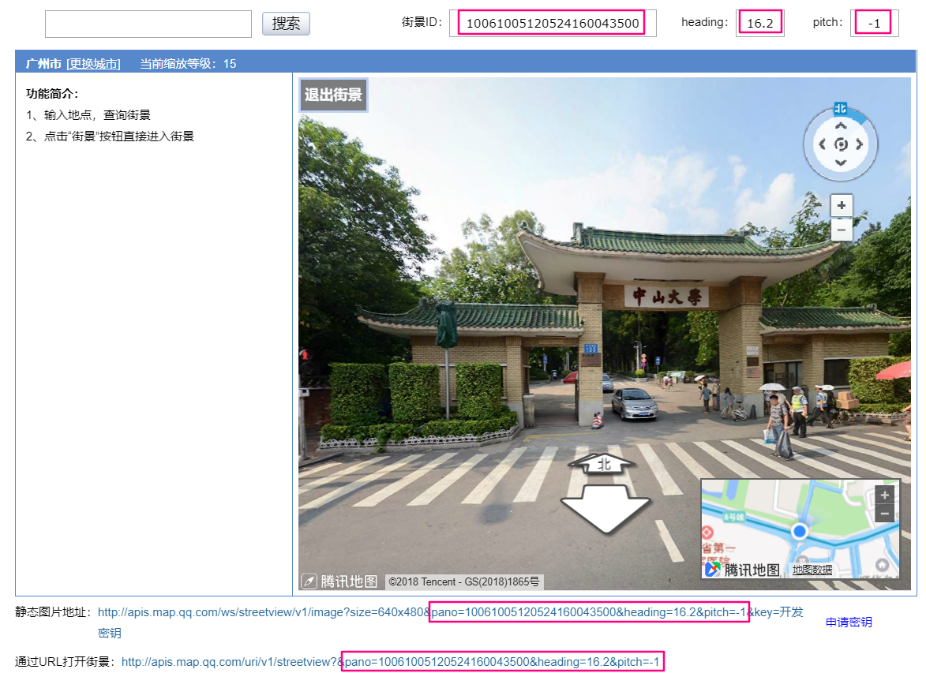 搜索
街景ID: 10061005120524160043500 heading: 16.2 pitch: -1
广州市 [更换城市] 当前缩放等级：15
功能简介：
1、输入地点，查询街景
2、点击"街景"按钮直接进入街景
退出街景
北
+
−
中山大學
北
+
−
8号线
省第一
腾讯地图 地图数据
腾讯地图 ©2018 Tencent - GS(2018)1865号
静态图片地址：http://apis.map.qq.com/ws/streetview/v1/image?size=640x480&pano=10061005120524160043500&heading=16.2&pitch=-1&key=开发
密钥
申请密钥
通过URL打开街景：http://apis.map.qq.com/uri/v1/streetview?&pano=10061005120524160043500&heading=16.2&pitch=-1